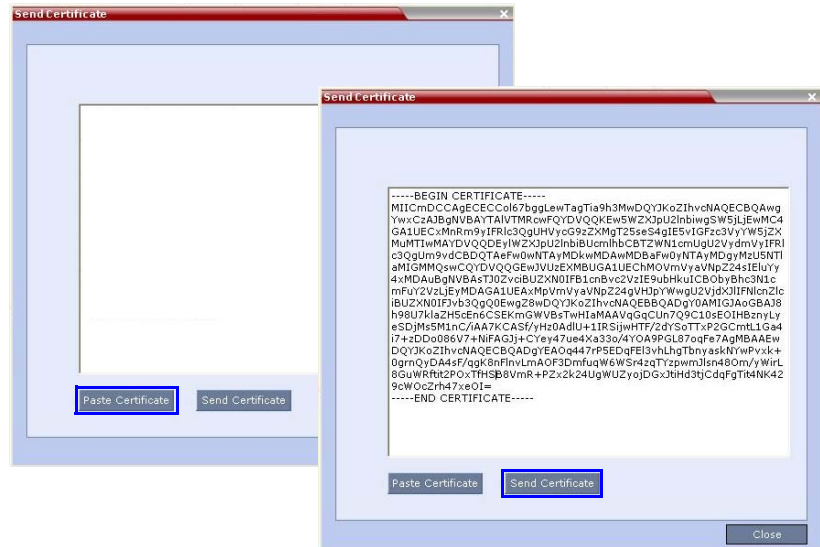 Send Certificate
Paste Certificate
Send Certificate
Send Certificate
-----BEGIN CERTIFICATE-----
MIICmDCCAgECECCol67bggLewTagTia9h3MwDQYJKoZIhvcNAQECBQAwg
YwxCzAJBgNVBAYTAlVTMRcwFQYDVQQKEw5WZXJpU2lnbiwgSW5jLjEwMC4
GA1UECxMnRm9yIFRlc3QgUHVycG9zZXMgT25seS4gIE5vIGFzc3VyYW5jZX
MuMTIwMAYDVQQDEylWZXJpU2lnbiBUcmlhbCBTZWN1cmUgU2VydmVyIFRl
c3QgUm9vdCBDQTAeFw0wNTAyMDkwMDAwMDBaFw0yNTAyMDgyMzU5NTl
aMIGMMQswCQYDVQQGEwJVUzEXMBUGA1UEChMOVmVyaVNpZ24sIEluYy
4xMDAuBgNVBAsTJ0ZvciBUZXN0IFB1cnBvc2VzIE9ubHkuICBObyBhc3N1c
mFuY2VzLjEyMDAGA1UEAxMpVmVyaVNpZ24gVHJpYWwgU2VjdXJlIFNlcnZlc
iBUZXN0IFJvb3QgQ0EwgZ8wDQYJKoZIhvcNAQEBBQADgY0AMIGJAoGBAJ8
h98U7klaZH5cEn6CSEKmGWVBsTwHIaMAAVqGqCUn7Q9C10sEOIHBznyLy
eSDjMs5M1nC/iAA7KCASf/yHz0AdlU+1IRSijwHTF/2dYSoTTxP2GCmtL1Ga4
i7+zDDo086V7+NiFAGJj+CYey47ue4Xa33o/4YOA9PGL87oqFe7AgMBAAEw
DQYJKoZIhvcNAQECBQADgYEAOq447rP5EDqFEl3vhLhgTbnyaskNYwPvxk+
0grnQyDA4sF/qgK8nFlnvLmAOF3Dmfuq­W6WSr4zqTYzpwmJlsn48Om/yWirL
8GuWRftit2POxTfHSB8VmR+PZx2k24UgWUZyojDGxJtiHd3tjCdqFgTit4NK42
9cWOcZrh47xeOI=
-----END CERTIFICATE-----
Paste Certificate
Send Certificate
Close